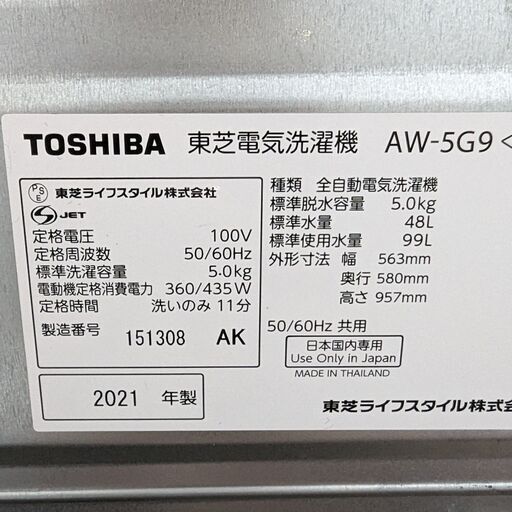 TOSHIBA 東芝電気洗濯機 AW-5G9<
PSE 東芝ライフスタイル株式会社
S JET
定格電圧 100V
定格周波数 50/60Hz
標準洗濯容量 5.0kg
電動機定格消費電力 360/435W
定格時間 洗いのみ 11分
製造番号 151308 AK
2021 年製
種類 全自動電気洗濯機
標準脱水容量 5.0kg
標準水量 48L
標準使用水量 99L
外形寸法 幅 563mm
奥行 580mm
高さ 957mm
50/60Hz 共用
日本国内専用
Use Only in Japan
MADE IN THAILAND
東芝ライフスタイル株式会